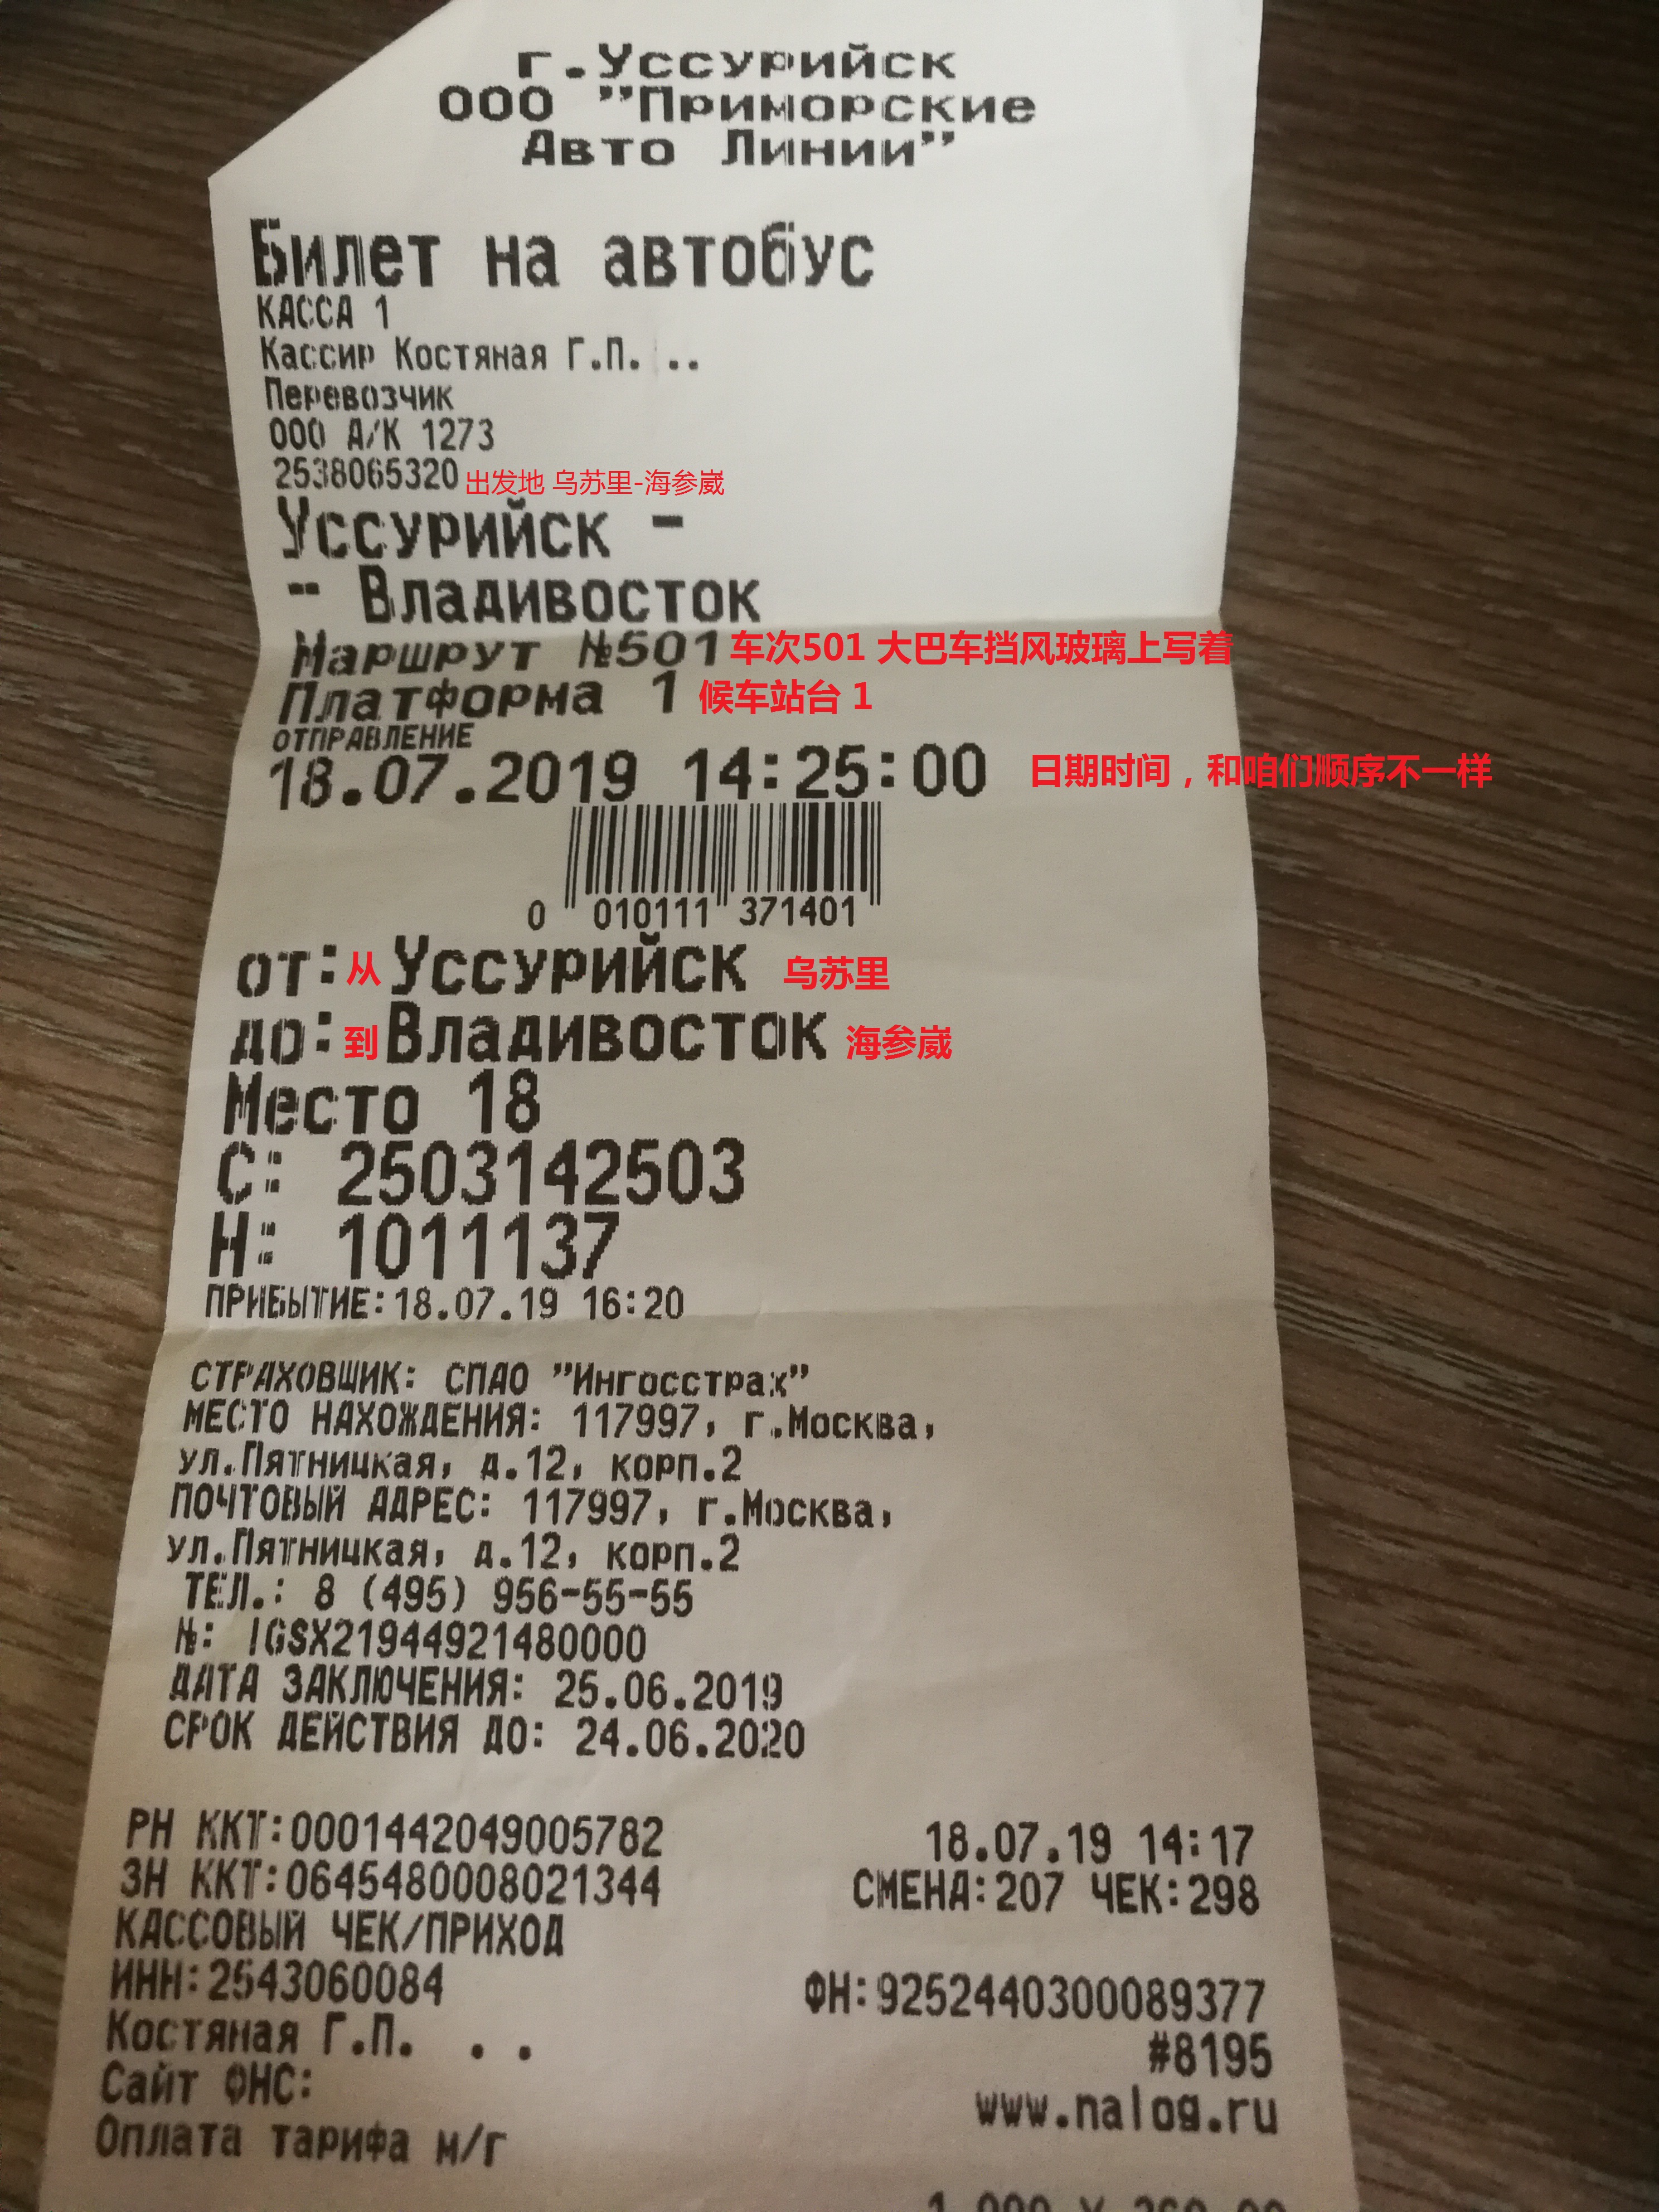 г.Уссурийск
ООО "Приморские
Авто Линии"
Билет на автобус
КАССА 1
Кассир Костяная Г.П. ..
Перевозчик
ООО А/К 1273
2538065320 出发地 乌苏里-海参崴
Уссурийск -
- Владивосток
Маршрут №501 车次501 大巴车挡风玻璃上写着
Платформа 1 候车站台 1
ОТПРАВЛЕНИЕ
18.07.2019 14:25:00 日期时间，和咱们顺序不一样
0 010111 371401
от: 从 Уссурийск 乌苏里
до: 到 Владивосток 海参崴
Место 18
С: 2503142503
Н: 1011137
ПРИБЫТИЕ:18.07.19 16:20
СТРАХОВЩИК: СПАО "Ингосстрах"
МЕСТО НАХОЖДЕНИЯ: 117997, г.Москва,
ул.Пятницкая, д.12, корп.2
ПОЧТОВЫЙ АДРЕС: 117997, г.Москва,
ул.Пятницкая, д.12, корп.2
ТЕЛ.: 8 (495) 956-55-55
№: IGSX21944921480000
ДАТА ЗАКЛЮЧЕНИЯ: 25.06.2019
СРОК ДЕЙСТВИЯ ДО: 24.06.2020
РН ККТ:0001442049005782 18.07.19 14:17
ЗН ККТ:0645480008021344 СМЕНА:207 ЧЕК:298
КАССОВЫЙ ЧЕК/ПРИХОД
ИНН:2543060084 ФН:9252440300089377
Костяная Г.П. . . #8195
Сайт ФНС: www.nalog.ru
Оплата тарифа м/г